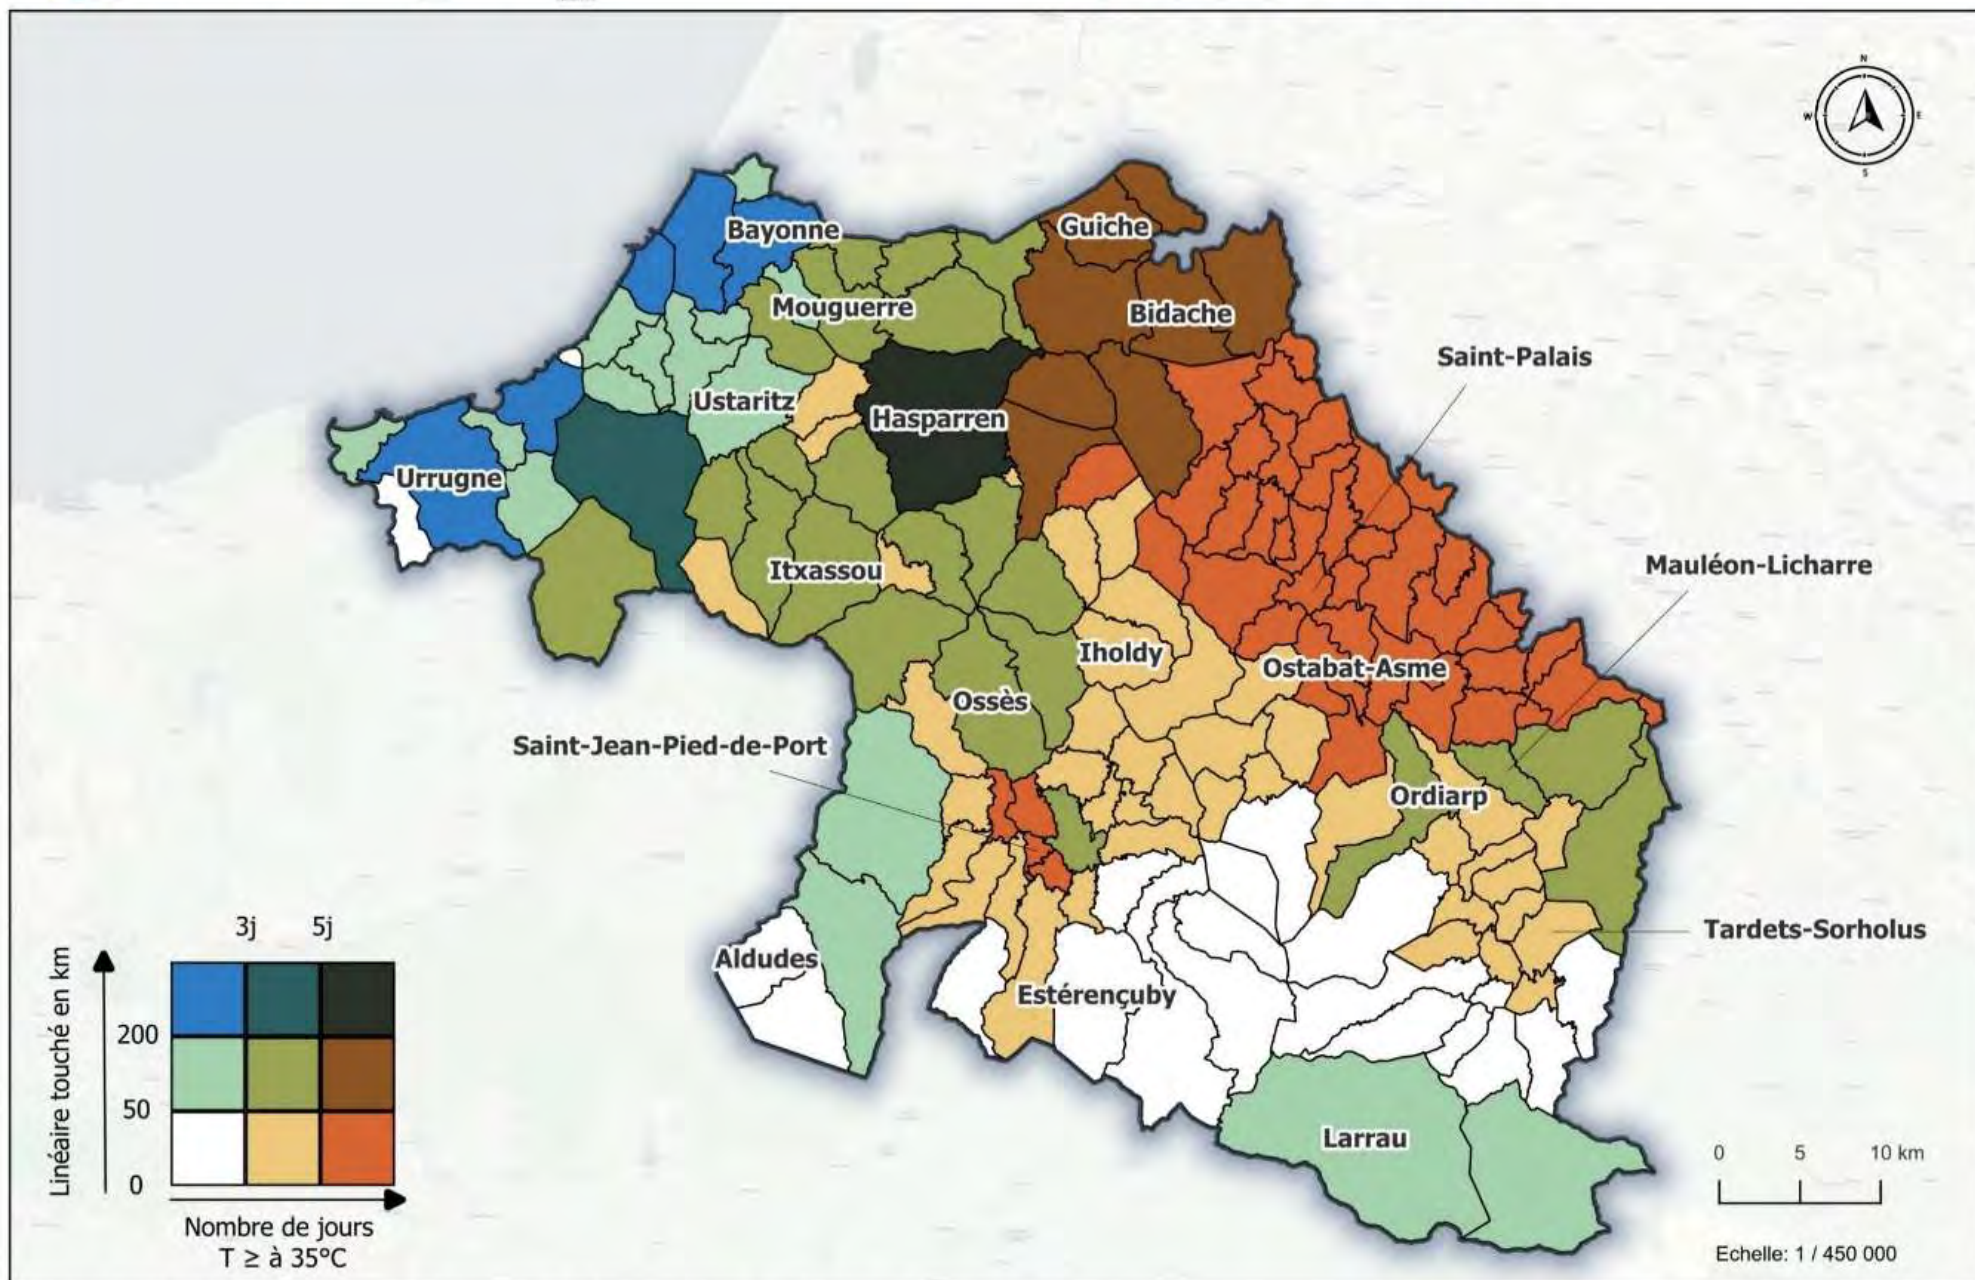 N
W
E
S
Bayonne
Guiche
Mouguerre
Bidache
Saint-Palais
Ustaritz
Hasparren
Urrugne
Itxassou
Mauléon-Licharre
Iholdy
Ostabat-Asme
Ossès
Saint-Jean-Pied-de-Port
Ordiarp
Tardets-Sorholus
Aldudes
Estérençuby
Larrau
3j 5j
Linéaire touché en km
200
50
0
Nombre de jours
T ≥ à 35°C
0 5 10 km
Echelle: 1 / 450 000